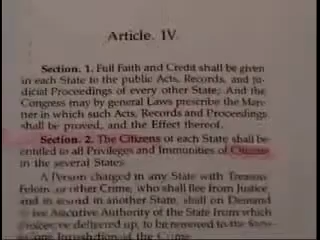 Article. IV.
Section. 1. Full Faith and Credit shall be given
in each State to the public Acts, Records, and ju-
dicial Proceedings of every other State; And the
Congress may by general Laws prescribe the Man-
ner in which such Acts, Records and Proceedings
shall be proved, and the Effect thereof.
Section. 2. The Citizens of each State shall be
entitled to all Privileges and Immunities of Citizens
in the several States.
A Person charged in any State with Treason,
Felony, or other Crime, who shall flee from Justice,
and be found in another State, shall on Demand
Executive Authority of the State from which
be delivered up, to be removed to the State
Jurisdiction of the Crime.